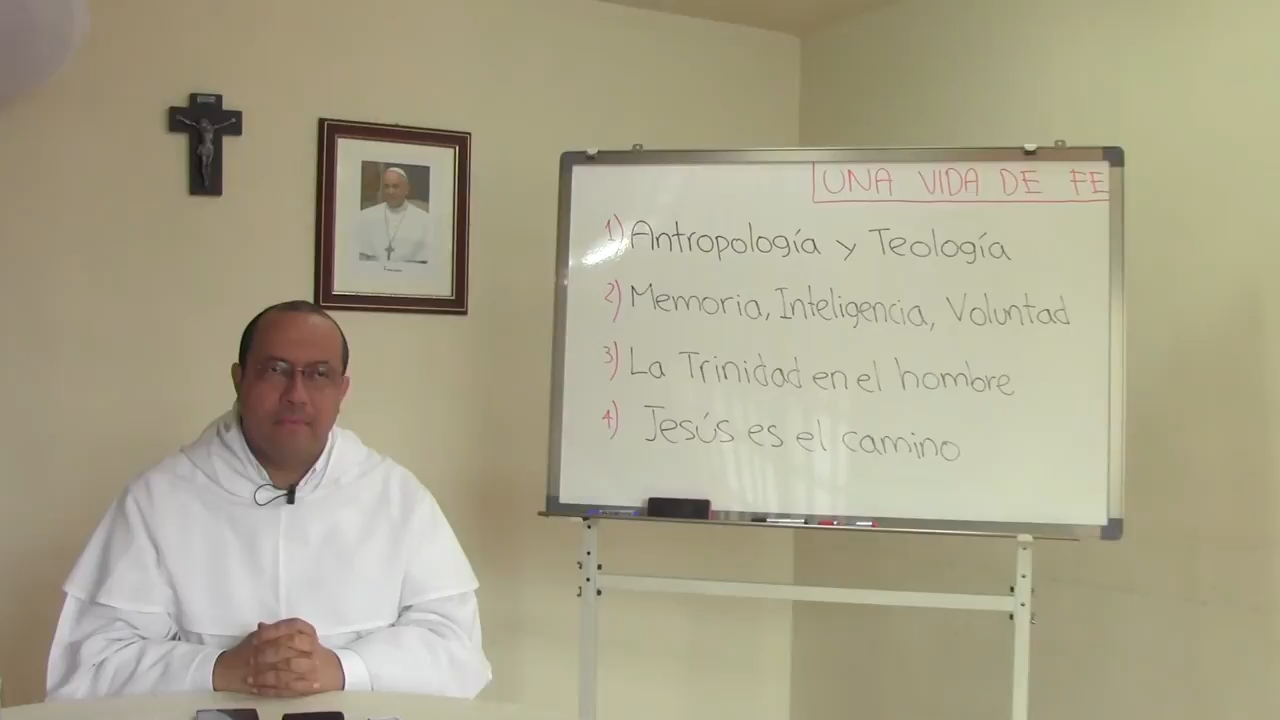 UNA VIDA DE FE
1) Antropología y Teología
2) Memoria, Inteligencia, Voluntad
3) La Trinidad en el hombre
4) Jesús es el camino